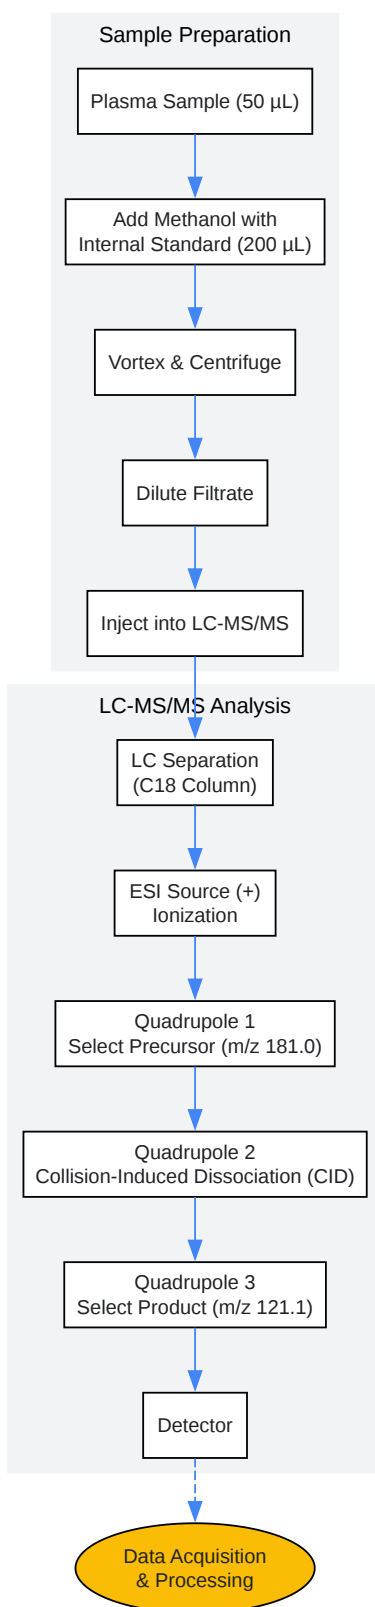 Sample Preparation
Plasma Sample (50 µL)
Add Methanol with
Internal Standard (200 µL)
Vortex & Centrifuge
Dilute Filtrate
Inject into LC-MS/MS
LC-MS/MS Analysis
LC Separation
(C18 Column)
ESI Source (+)
Ionization
Quadrupole 1
Select Precursor (m/z 181.0)
Quadrupole 2
Collision-Induced Dissociation (CID)
Quadrupole 3
Select Product (m/z 121.1)
Detector
Data Acquisition
& Processing